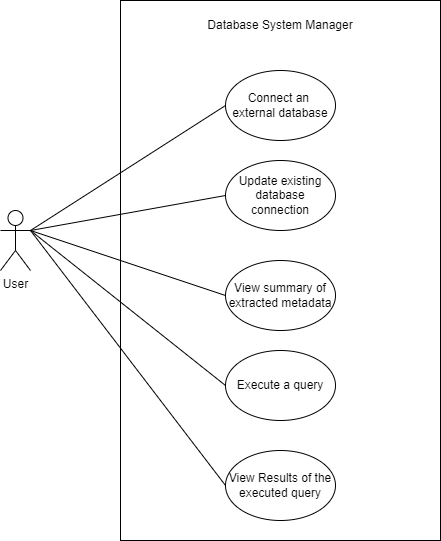 Database System Manager
Connect an
external database
Update existing
database
connection
User
View summary of
extracted metadata
Execute a query
View Results of the
executed query